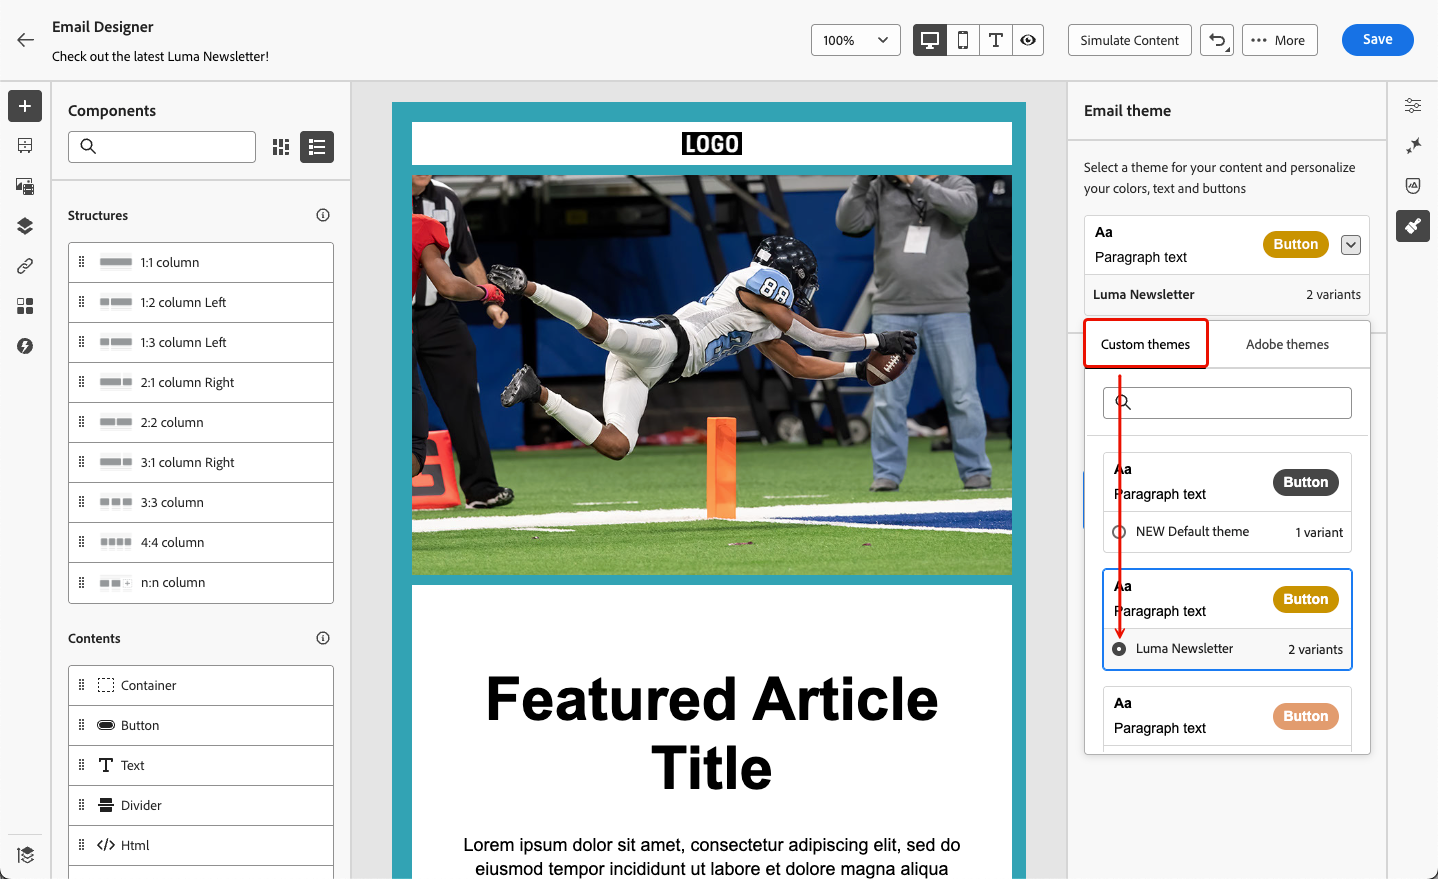 Email Designer
Check out the latest Luma Newsletter!
100%
Simulate Content
More
Save
Components
Structures
1:1 column
1:2 column Left
1:3 column Left
2:1 column Right
2:2 column
3:1 column Right
3:3 column
4:4 column
n:n column
Contents
Container
Button
Text
Divider
Html
LOGO
88
Featured Article
Title
Lorem ipsum dolor sit amet, consectetur adipiscing elit, sed do
eiusmod tempor incididunt ut labore et dolore magna aliqua
Email theme
Select a theme for your content and personalize
your colors, text and buttons
Aa
Paragraph text
Button
Luma Newsletter
2 variants
Custom themes
Adobe themes
Aa
Paragraph text
Button
NEW Default theme
1 variant
Aa
Paragraph text
Button
Luma Newsletter
2 variants
Aa
Paragraph text
Button